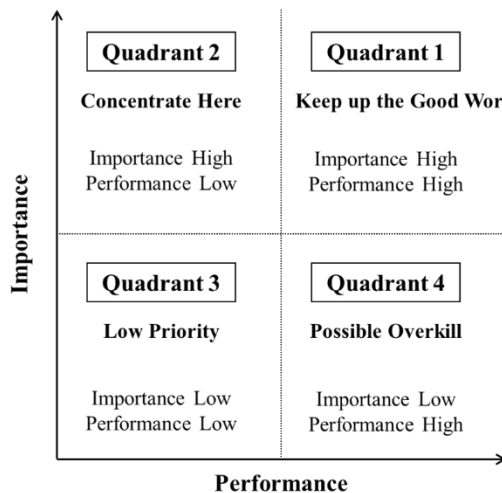 Importance
Quadrant 2
Concentrate Here
Importance High
Performance Low
Quadrant 1
Keep up the Good Wor
Importance High
Performance High
Quadrant 3
Low Priority
Importance Low
Performance Low
Quadrant 4
Possible Overkill
Importance Low
Performance High
Performance